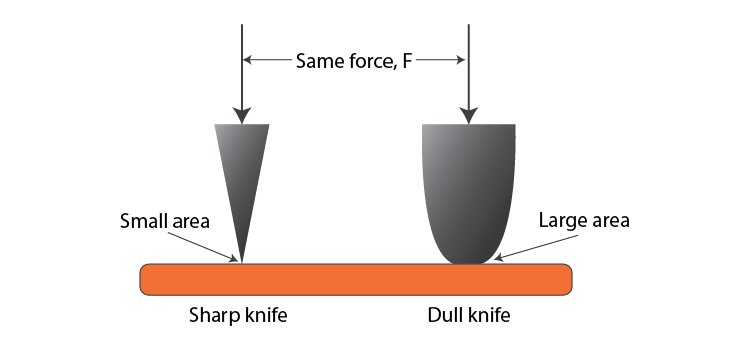 Same force, F
Small area
Large area
Sharp knife
Dull knife